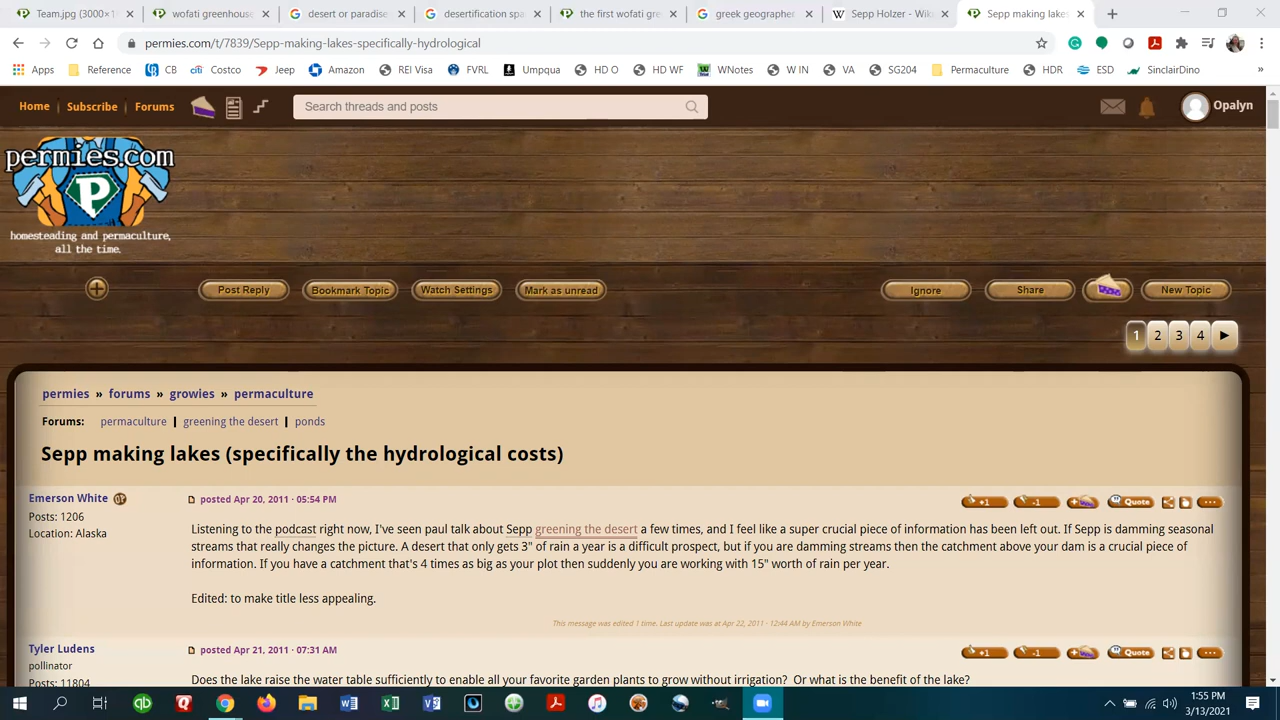 Team.jpg (3000×1
wofati greenhouse
desert or paradise
desertification spa
the first wofati gre
greek geographer
Sepp Holzer - Wiki
Sepp making lakes
permies.com/t/7839/Sepp-making-lakes-specifically-hydrological
Apps Reference CB Costco Jeep Amazon REI Visa FVRL Umpqua HD O HD WF WNotes W IN VA SG204 Permaculture HDR ESD SinclairDino »
Home | Subscribe | Forums Search threads and posts Opalyn
permies.com
P
homesteading and permaculture,
all the time.
Post Reply Bookmark Topic Watch Settings Mark as unread Ignore Share New Topic
1 2 3 4 ►
permies » forums » growies » permaculture
Forums: permaculture | greening the desert | ponds
Sepp making lakes (specifically the hydrological costs)
Emerson White posted Apr 20, 2011 · 05:54 PM +1 -1 Quote
Posts: 1206
Location: Alaska
Listening to the podcast right now, I've seen paul talk about Sepp greening the desert a few times, and I feel like a super crucial piece of information has been left out. If Sepp is damming seasonal
streams that really changes the picture. A desert that only gets 3" of rain a year is a difficult prospect, but if you are damming streams then the catchment above your dam is a crucial piece of
information. If you have a catchment that's 4 times as big as your plot then suddenly you are working with 15" worth of rain per year.
Edited: to make title less appealing.
This message was edited 1 time. Last update was at Apr 22, 2011 · 12:44 AM by Emerson White
Tyler Ludens posted Apr 21, 2011 · 07:31 AM +1 -1 Quote
pollinator
Posts: 11804
Does the lake raise the water table sufficiently to enable all your favorite garden plants to grow without irrigation? Or what is the benefit of the lake?
1:55 PM
3/13/2021